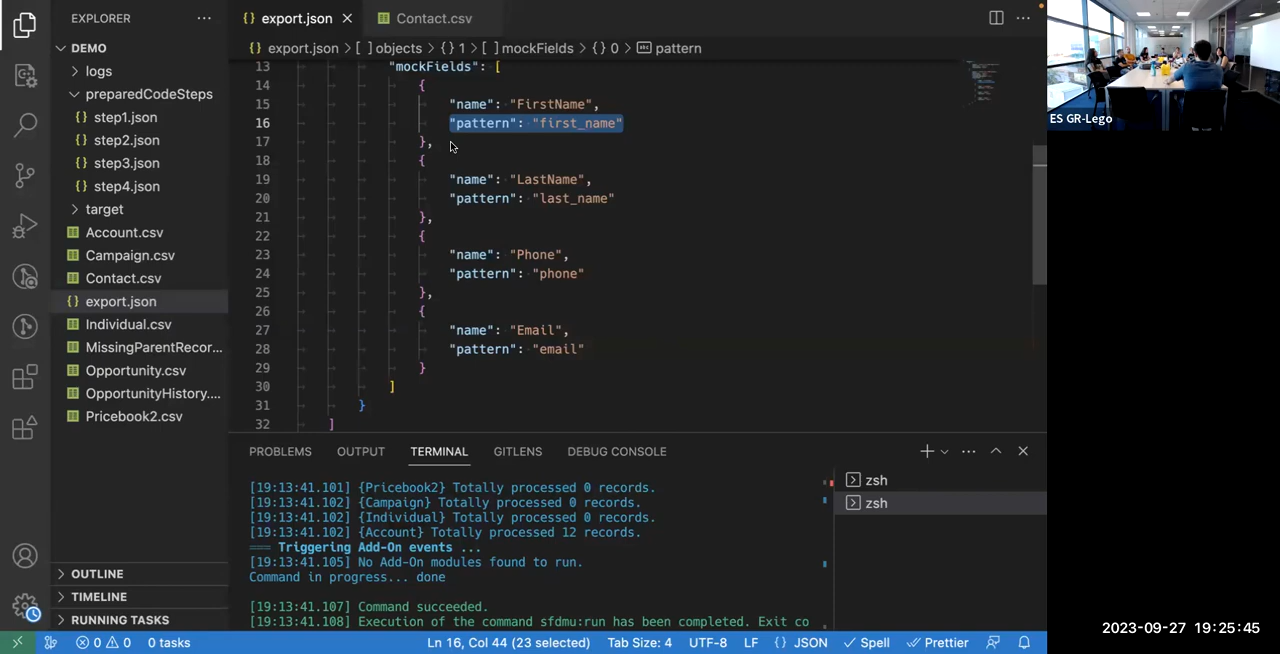 EXPLORER
DEMO
logs
preparedCodeSteps
step1.json
step2.json
step3.json
step4.json
target
Account.csv
Campaign.csv
Contact.csv
export.json
Individual.csv
MissingParentRecor...
Opportunity.csv
OpportunityHistory....
Pricebook2.csv
OUTLINE
TIMELINE
RUNNING TASKS
export.json
Contact.csv
export.json > [ ] objects > { } 1 > [ ] mockFields > { } 0 > pattern
13 "mockFields": [
14 {
15 "name": "FirstName",
16 "pattern": "first_name"
17 },
18 {
19 "name": "LastName",
20 "pattern": "last_name"
21 },
22 {
23 "name": "Phone",
24 "pattern": "phone"
25 },
26 {
27 "name": "Email",
28 "pattern": "email"
29 }
30 ]
31 }
32 ]
PROBLEMS OUTPUT TERMINAL GITLENS DEBUG CONSOLE
[19:13:41.101] {Pricebook2} Totally processed 0 records.
[19:13:41.102] {Campaign} Totally processed 0 records.
[19:13:41.102] {Individual} Totally processed 0 records.
[19:13:41.102] {Account} Totally processed 12 records.
=== Triggering Add-On events ...
[19:13:41.105] No Add-On modules found to run.
Command in progress... done
[19:13:41.107] Command succeeded.
[19:13:41.108] Execution of the command sfdmu:run has been completed. Exit co
zsh
zsh
0 0 0 tasks
Ln 16, Col 44 (23 selected) Tab Size: 4 UTF-8 LF { } JSON Spell Prettier
ES GR-Lego
2023-09-27 19:25:45